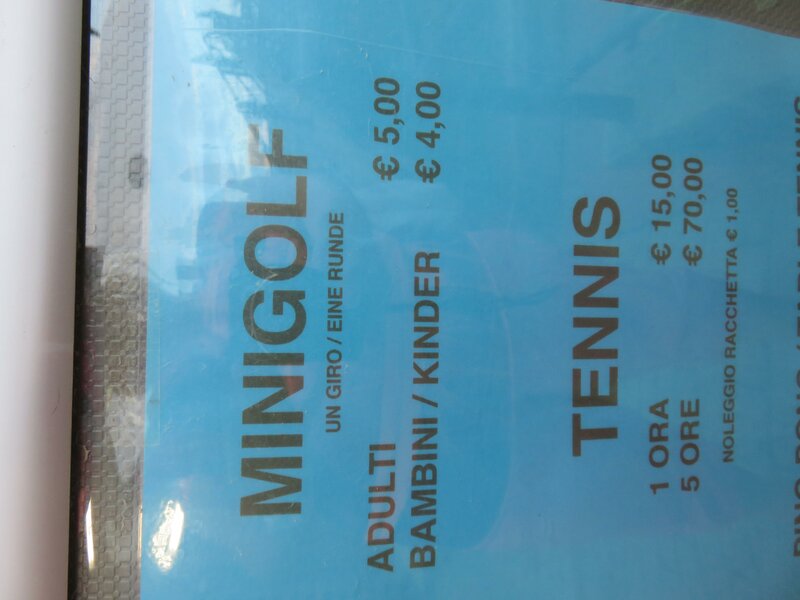 MINIGOLF
UN GIRO / EINE RUNDE
ADULTI € 5,00
BAMBINI / KINDER € 4,00
TENNIS
1 ORA € 15,00
5 ORE € 70,00
NOLEGGIO RACCHETTA € 1,00